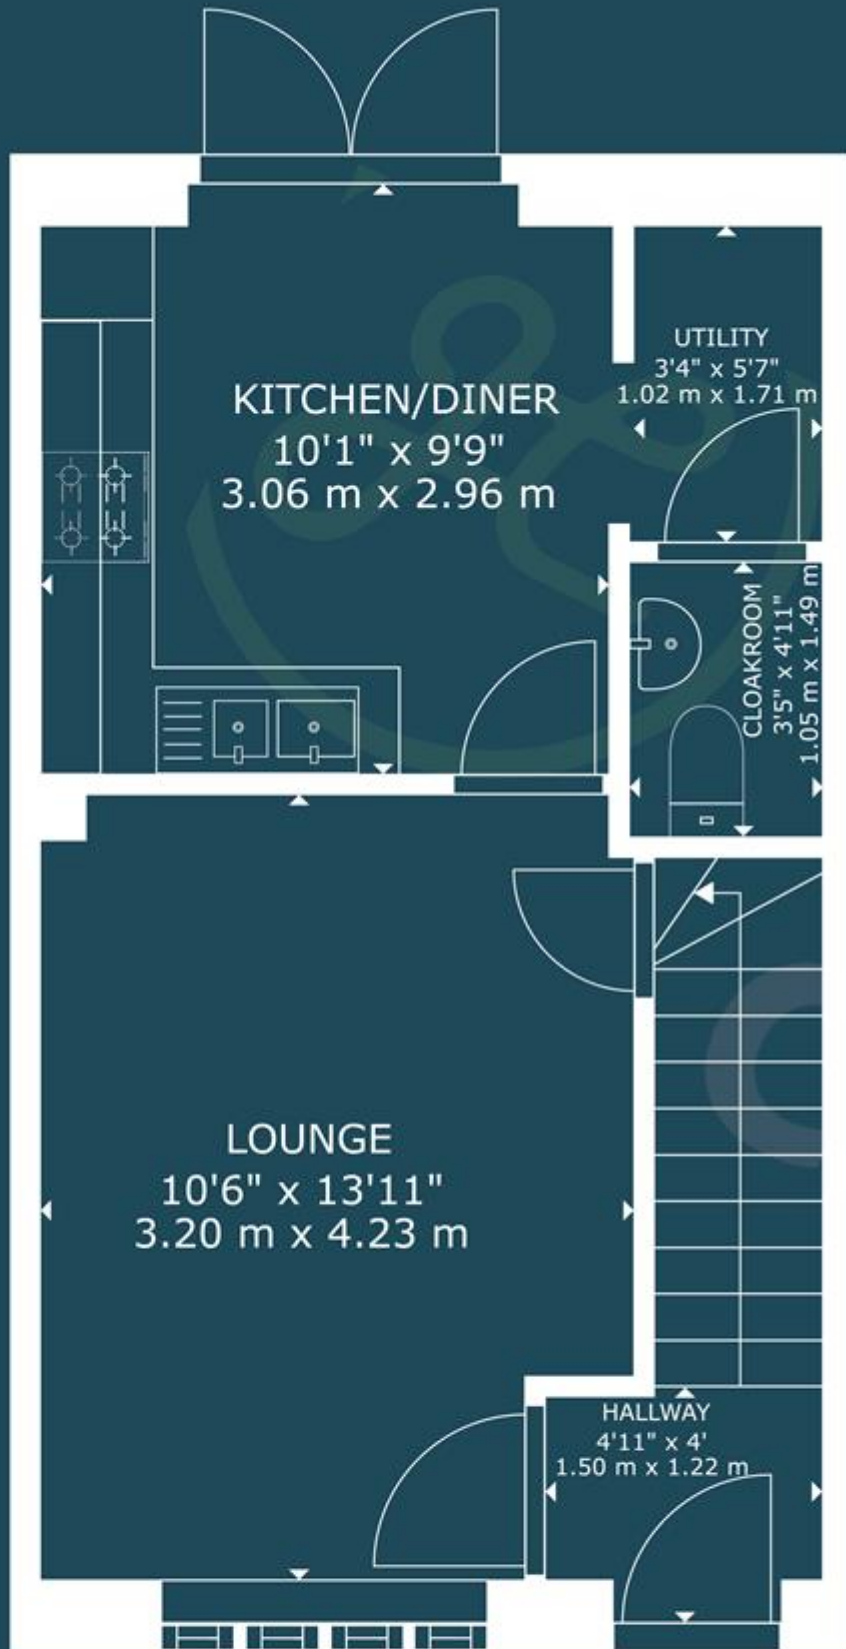 UTILITY
3'4" x 5'7"
1.02 m x 1.71 m
KITCHEN/DINER
10'1" x 9'9"
3.06 m x 2.96 m
CLOAKROOM
3'5" x 4'11"
1.05 m x 1.49 m
LOUNGE
10'6" x 13'11"
3.20 m x 4.23 m
HALLWAY
4'11" x 4'
1.50 m x 1.22 m